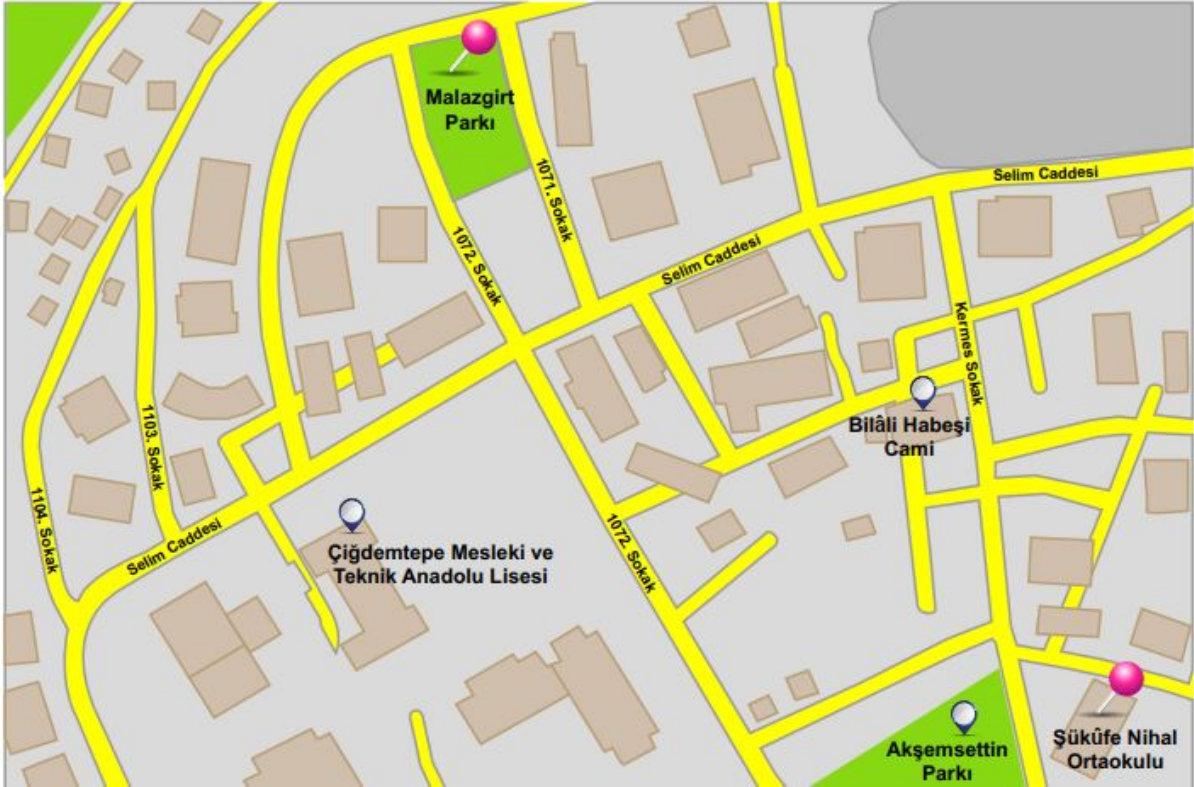 Malazgirt
Parkı
1071. Sokak
Selim Caddesi
1072. Sokak
Selim Caddesi
Kermes Sokak
Bilâli Habeşi
Cami
1103. Sokak
1104. Sokak
Selim Caddesi
Çiğdemtepe Mesleki ve
Teknik Anadolu Lisesi
1072. Sokak
Akşemsettin
Parkı
Şükûfe Nihal
Ortaokulu